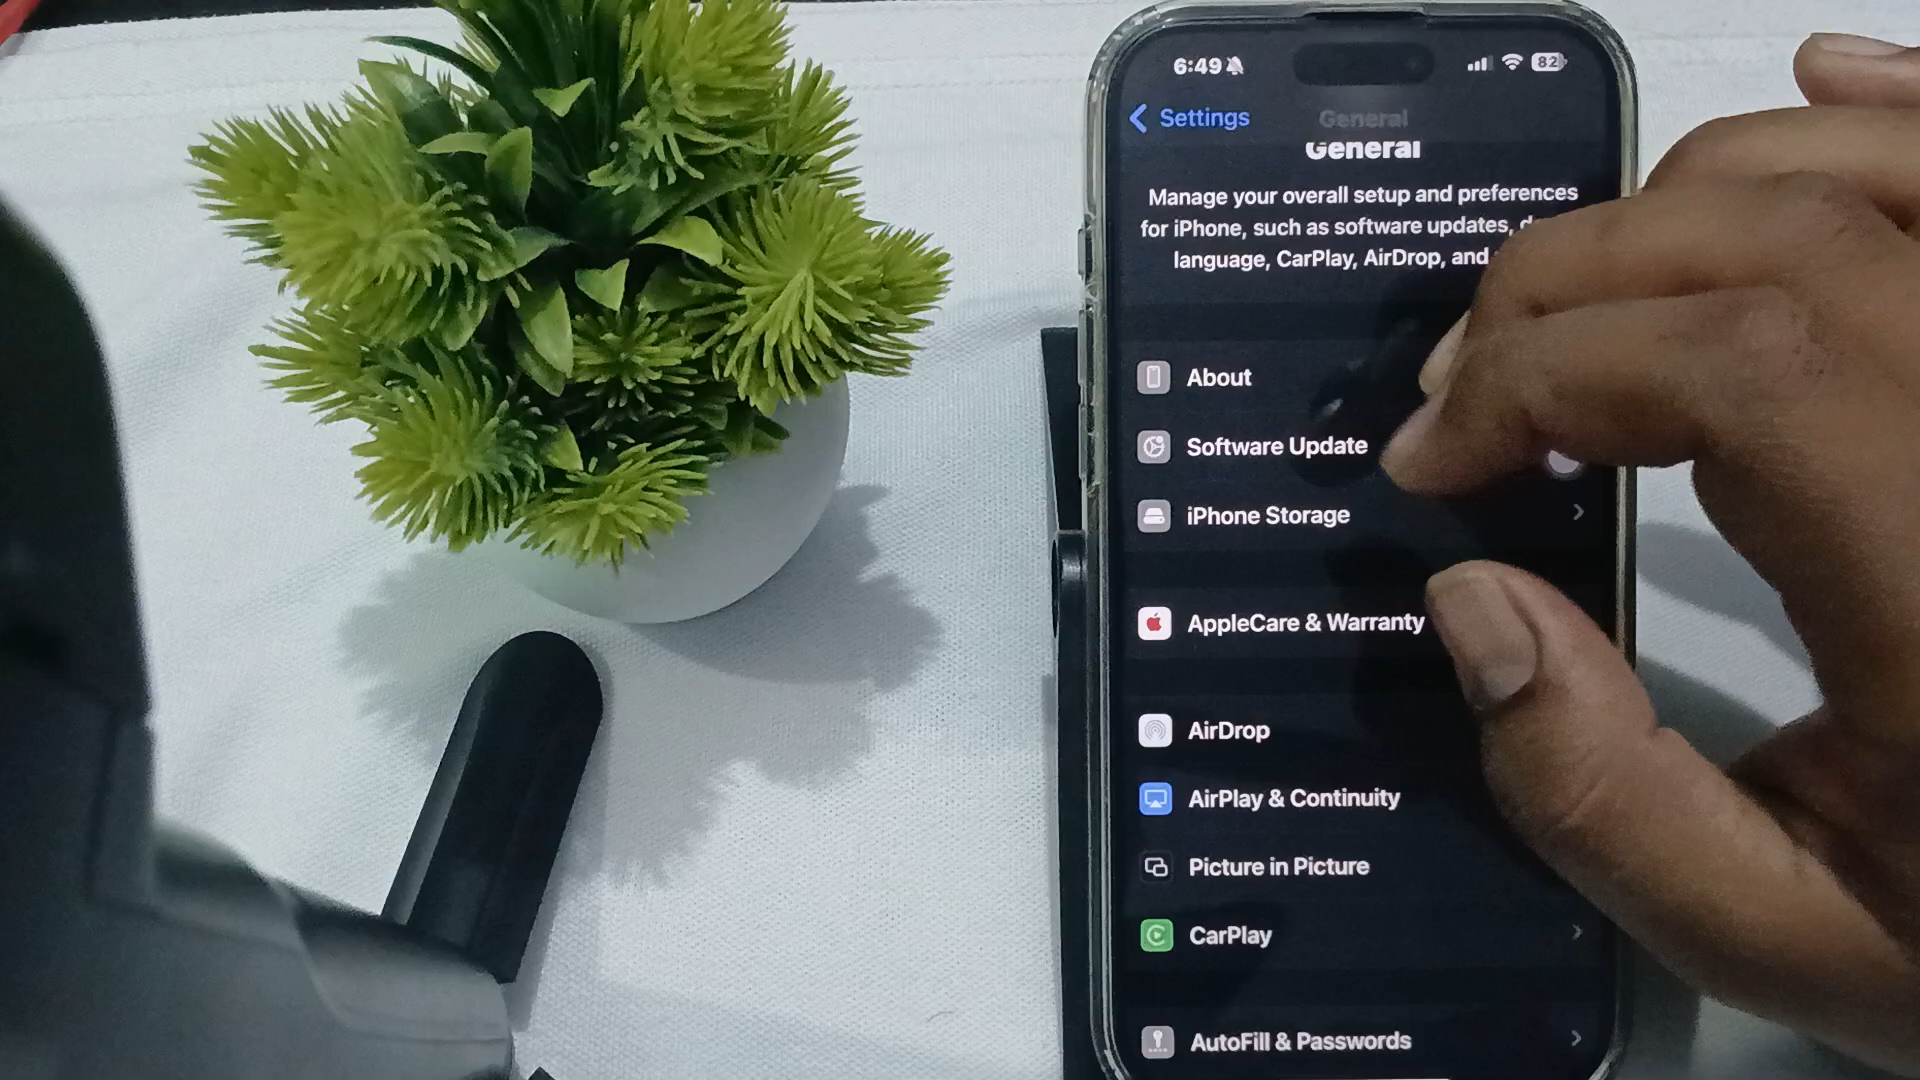 6:49
82
Settings
General
General
Manage your overall setup and preferences
for iPhone, such as software updates,
language, CarPlay, AirDrop, and
About
Software Update
iPhone Storage
AppleCare & Warranty
AirDrop
AirPlay & Continuity
Picture in Picture
CarPlay
AutoFill & Passwords